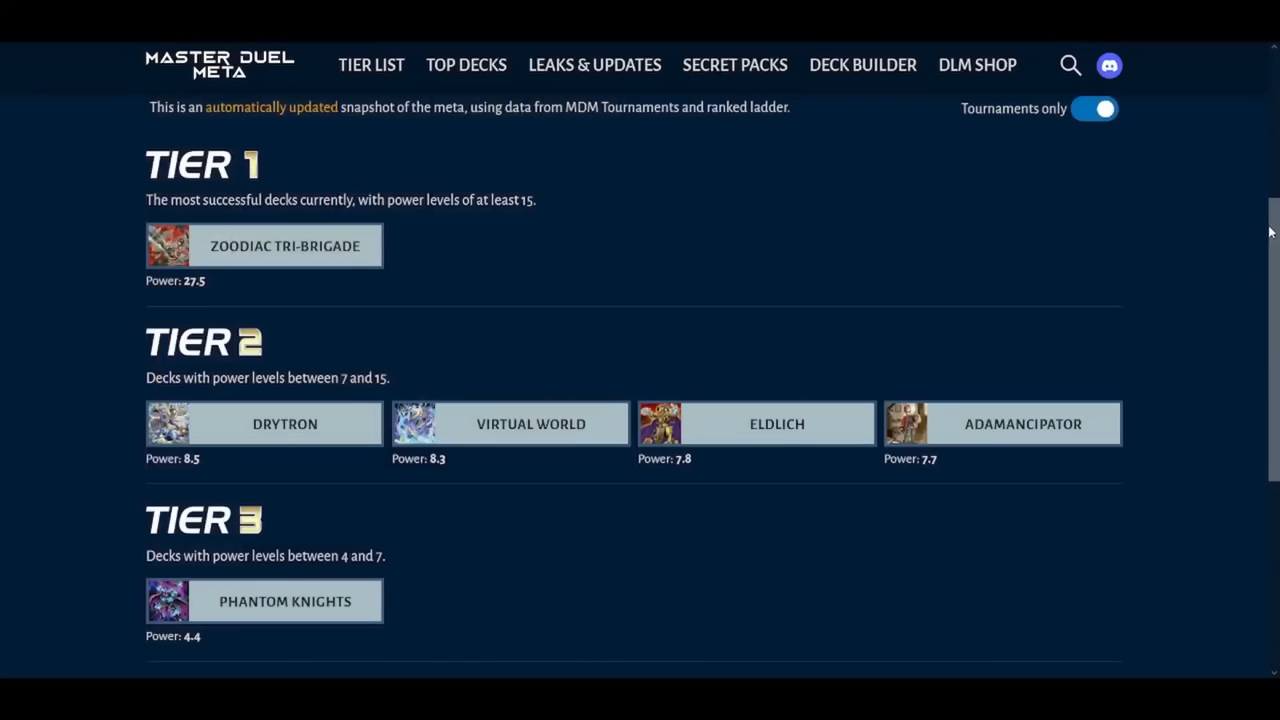 MASTER DUEL
META
TIER LIST
TOP DECKS
LEAKS & UPDATES
SECRET PACKS
DECK BUILDER
DLM SHOP
This is an automatically updated snapshot of the meta, using data from MDM Tournaments and ranked ladder.
Tournaments only
TIER 1
The most successful decks currently, with power levels of at least 15.
ZOODIAC TRI-BRIGADE
Power: 27.5
TIER 2
Decks with power levels between 7 and 15.
DRYTRON
Power: 8.5
VIRTUAL WORLD
Power: 8.3
ELDLICH
Power: 7.8
ADAMANCIPATOR
Power: 7.7
TIER 3
Decks with power levels between 4 and 7.
PHANTOM KNIGHTS
Power: 4.4